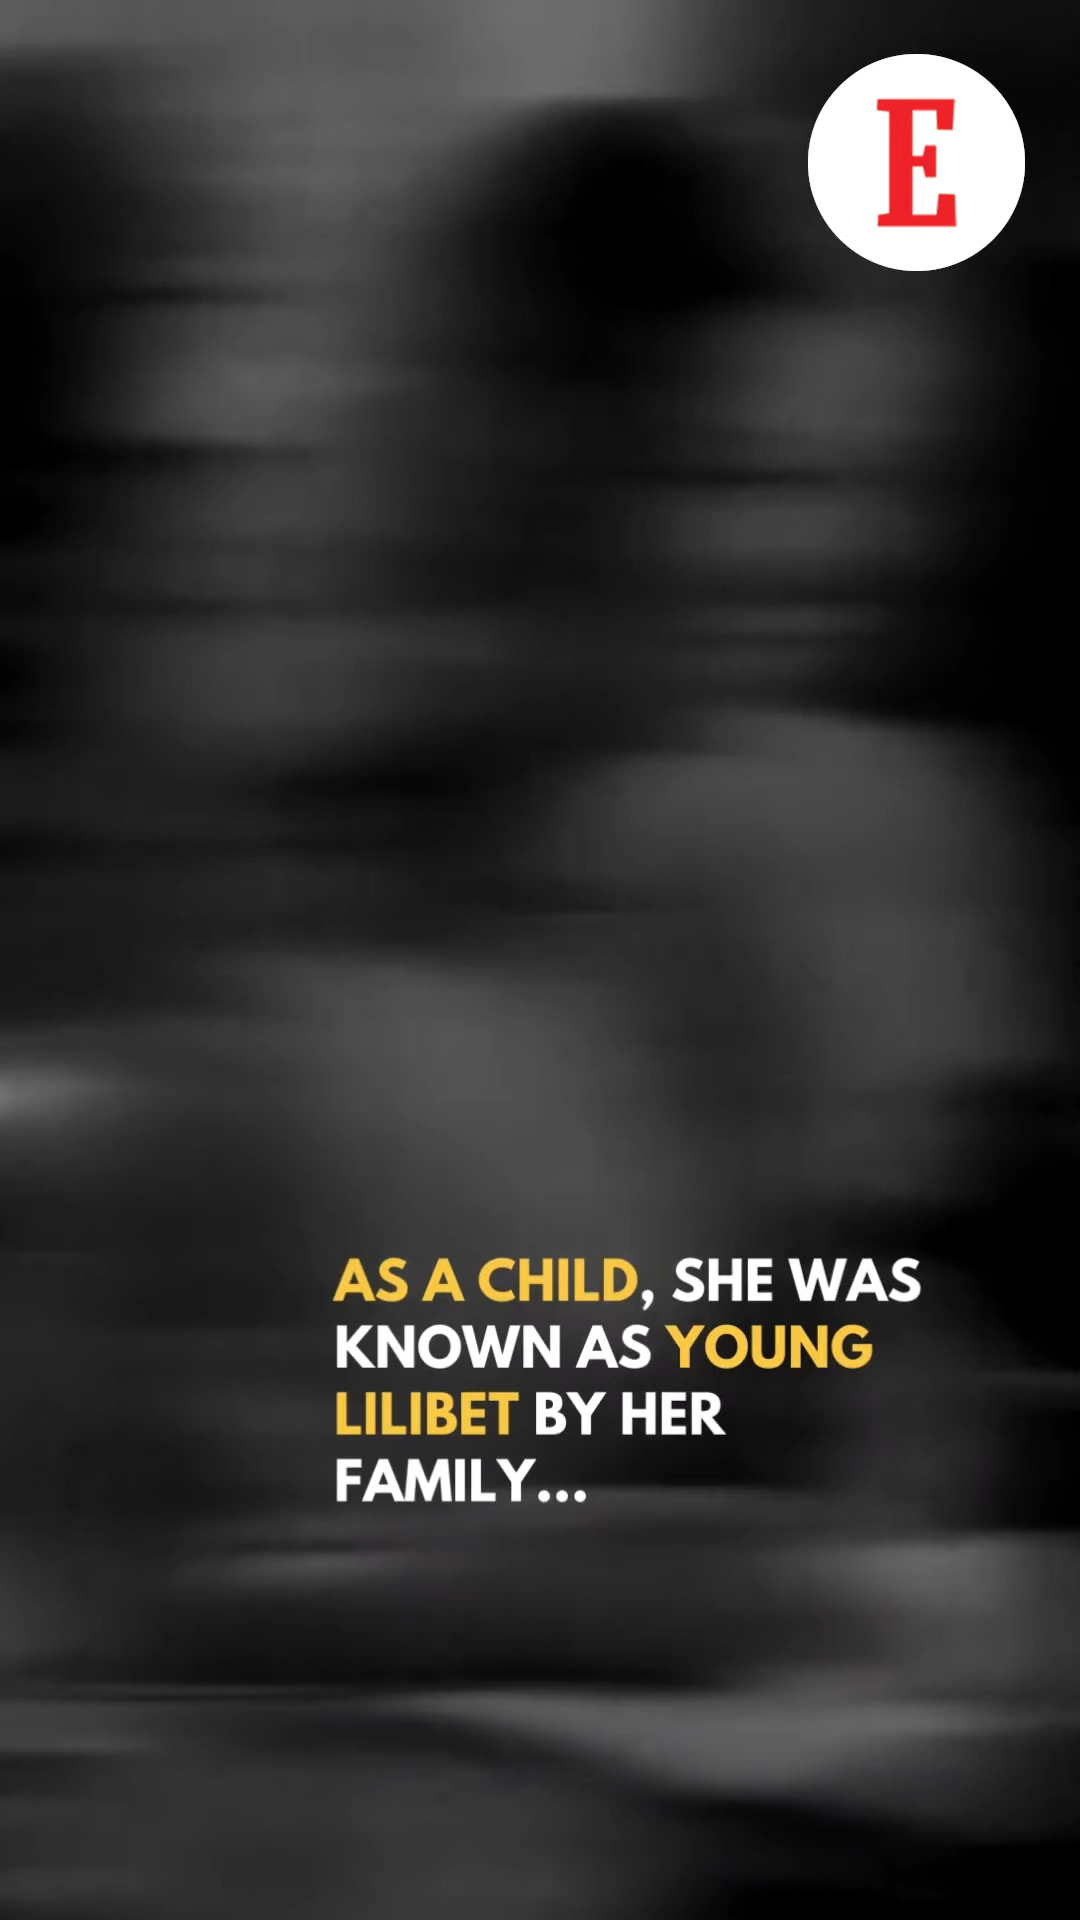 E
AS A CHILD, SHE WAS
KNOWN AS YOUNG
LILIBET BY HER
FAMILY...